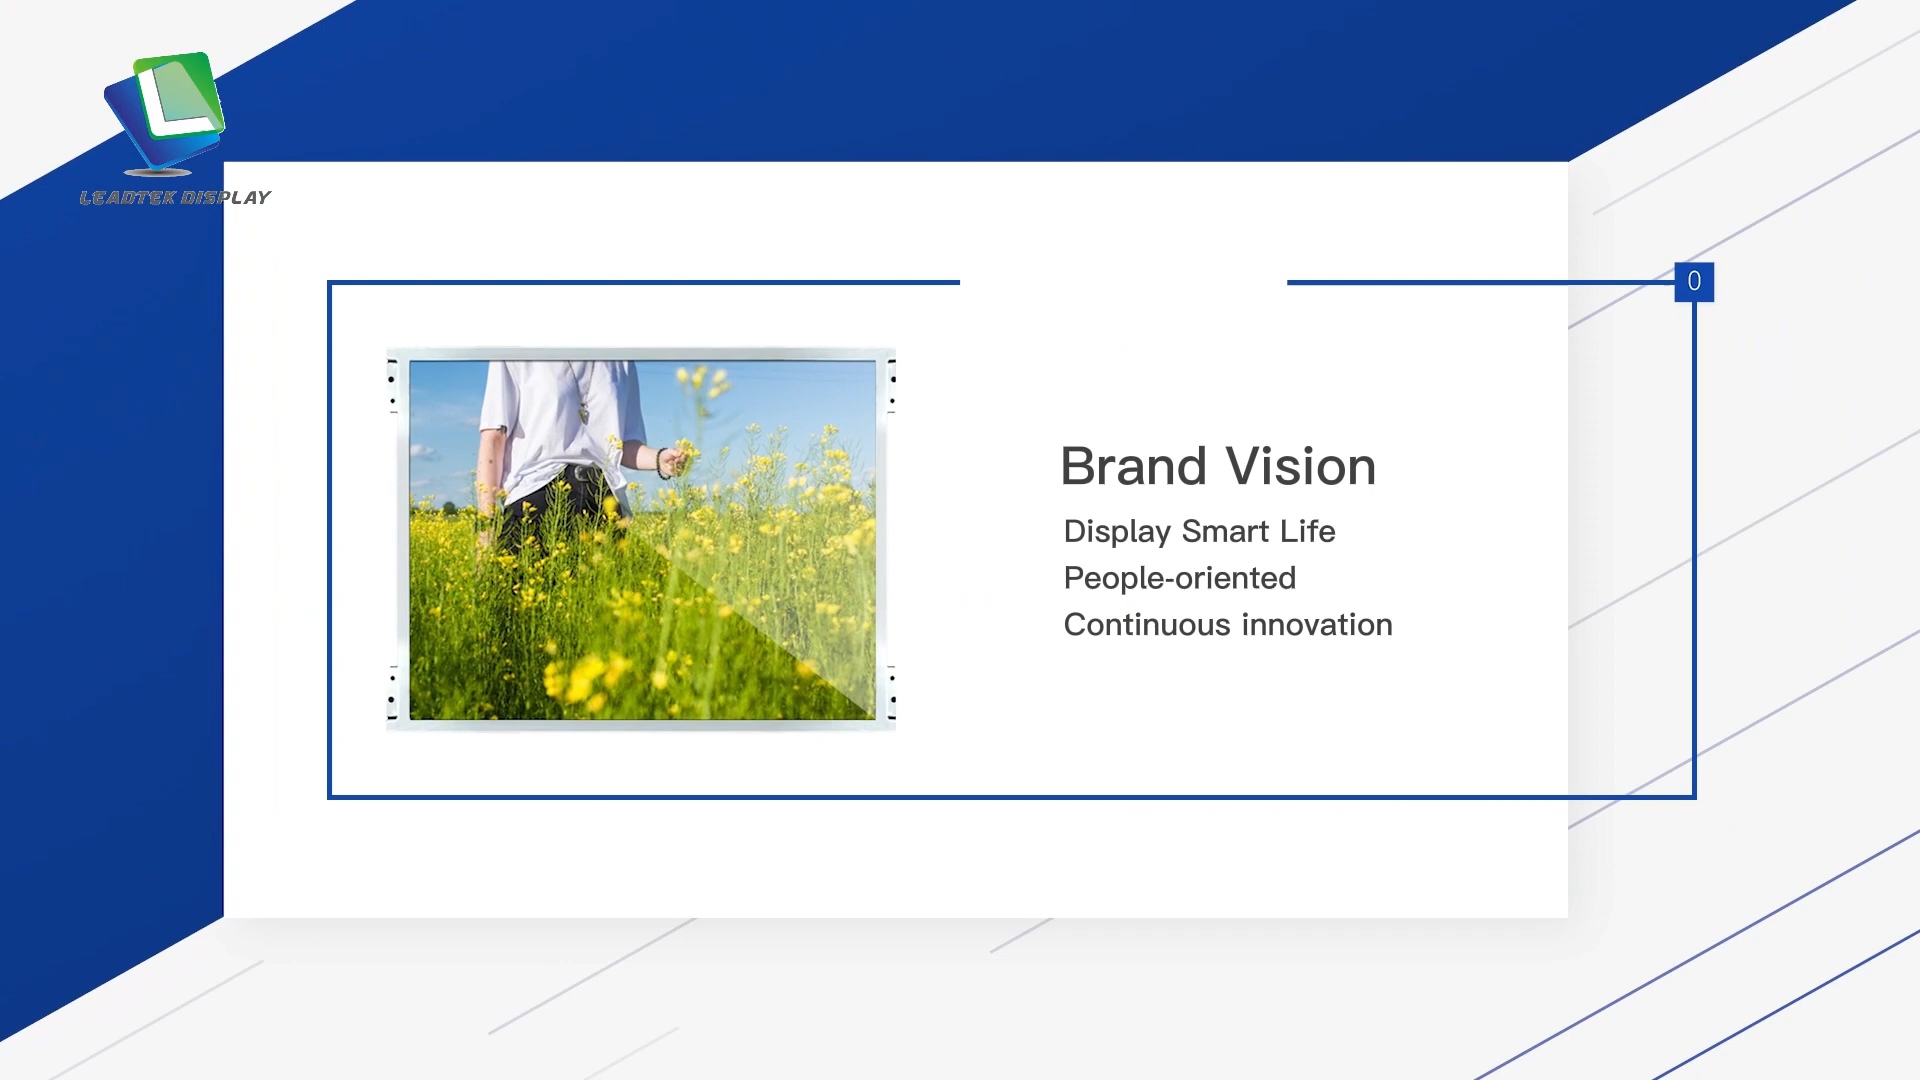 LEADTEK DISPLAY
0
Brand Vision
Display Smart Life
People-oriented
Continuous innovation